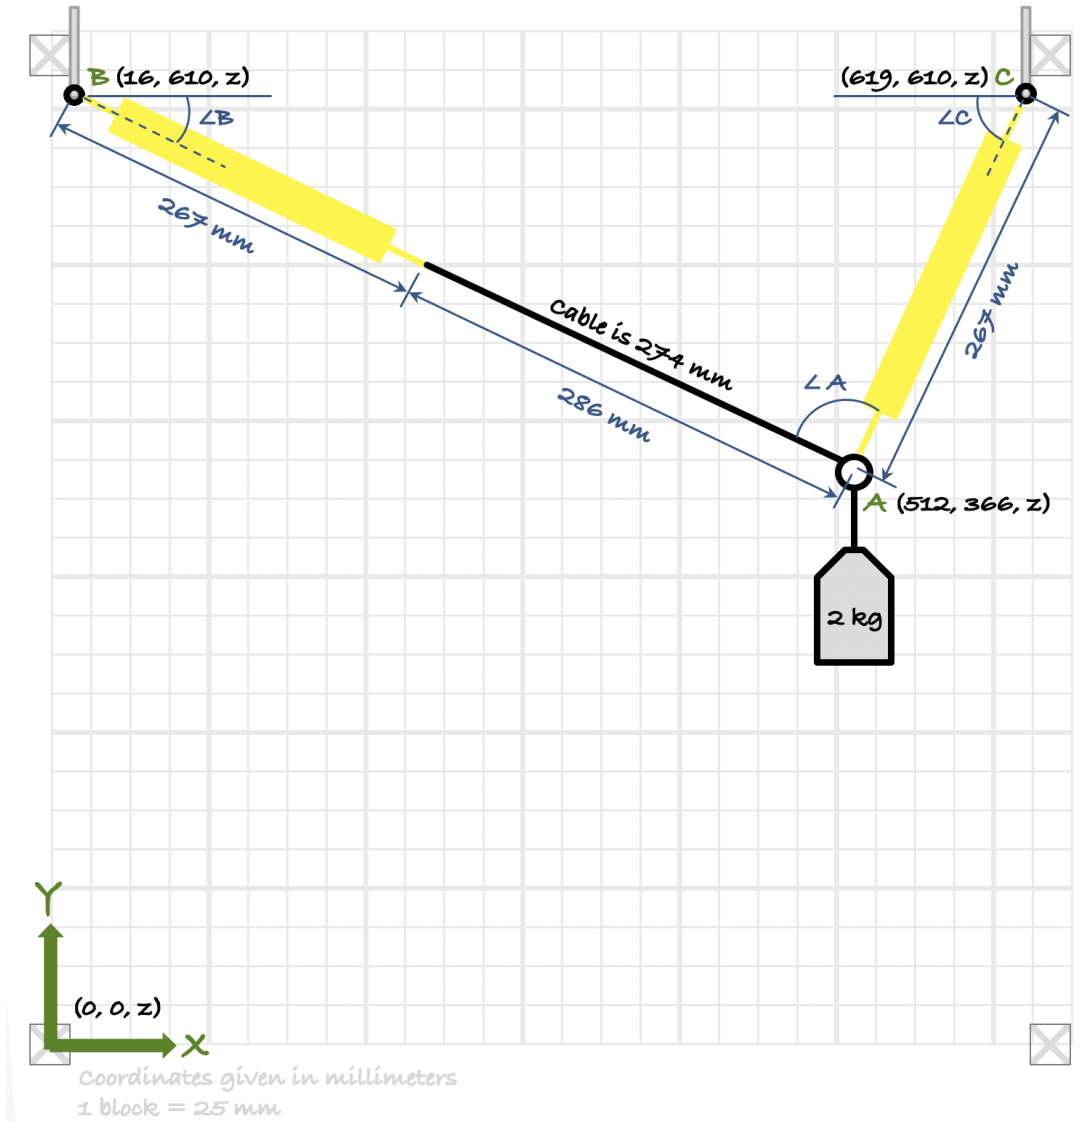 B (16, 610, z)
(619, 610, z) C
∠B
∠C
267 mm
267 mm
Cable is 274 mm
∠A
286 mm
A (512, 366, z)
2 kg
Y
(0, 0, z)
X
Coordinates given in millimeters
1 block = 25 mm